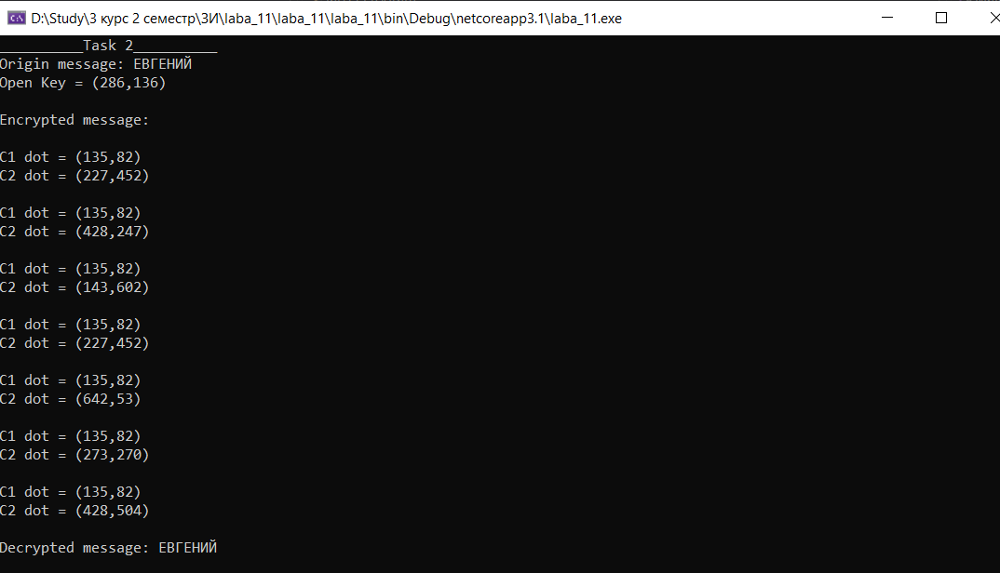 D:\Study\3 курс 2 семестр\ЗИ\laba_11\laba_11\laba_11\bin\Debug\netcoreapp3.1\laba_11.exe
__________Task 2__________
Origin message: ЕВГЕНИЙ
Open Key = (286,136)
Encrypted message:
C1 dot = (135,82)
C2 dot = (227,452)
C1 dot = (135,82)
C2 dot = (428,247)
C1 dot = (135,82)
C2 dot = (143,602)
C1 dot = (135,82)
C2 dot = (227,452)
C1 dot = (135,82)
C2 dot = (642,53)
C1 dot = (135,82)
C2 dot = (273,270)
C1 dot = (135,82)
C2 dot = (428,504)
Decrypted message: ЕВГЕНИЙ